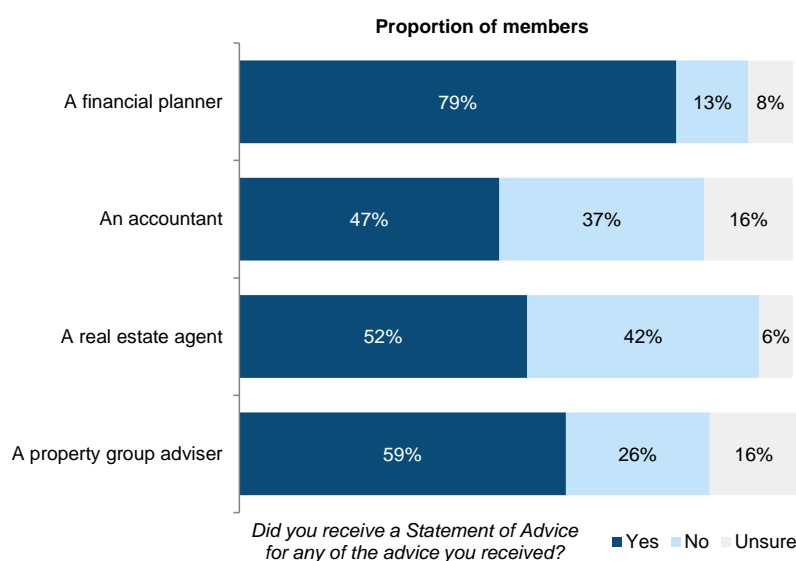 Proportion of members
A financial planner
79% 13% 8%
An accountant
47% 37% 16%
A real estate agent
52% 42% 6%
A property group adviser
59% 26% 16%
Did you receive a Statement of Advice
for any of the advice you received?
Yes No Unsure